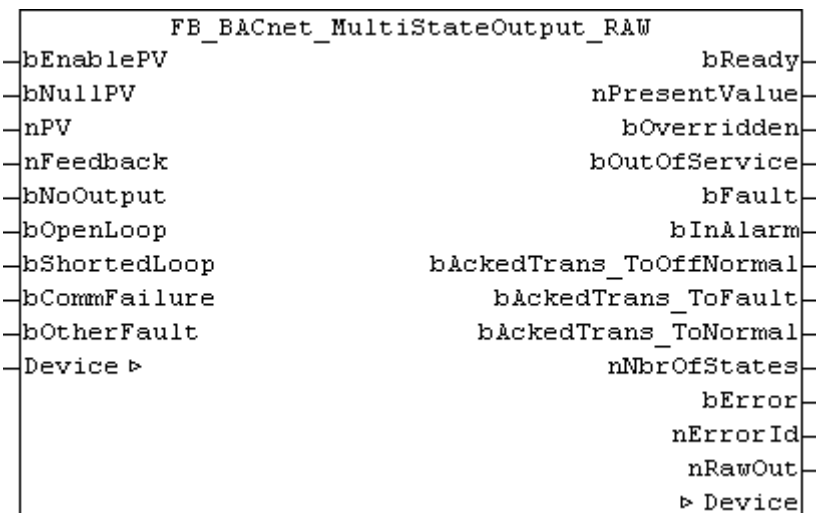 FB_BACnet_MultiStateOutput_RAW
bEnablePV bReady
bNullPV nPresentValue
nPV bOverridden
nFeedback bOutOfService
bNoOutput bFault
bOpenLoop bInAlarm
bShortedLoop bAckedTrans_ToOffNormal
bCommFailure bAckedTrans_ToFault
bOtherFault bAckedTrans_ToNormal
Device ▷ nNbrOfStates
bError
nErrorId
nRawOut
▷ Device